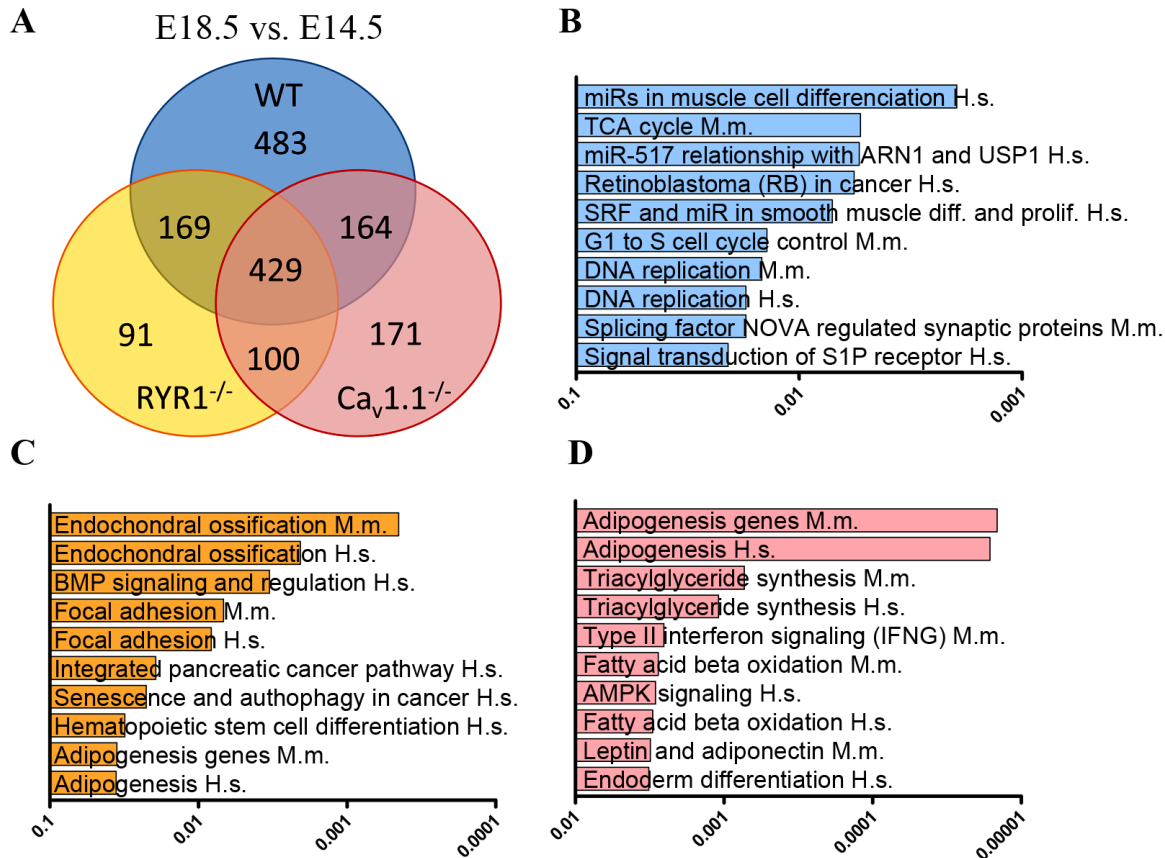 A
E18.5 vs. E14.5
WT
483
169
164
429
91
171
100
RYR1-/-
Cav1.1-/-
B
miRs in muscle cell differenciation H.s.
TCA cycle M.m.
miR-517 relationship with ARN1 and USP1 H.s.
Retinoblastoma (RB) in cancer H.s.
SRF and miR in smooth muscle diff. and prolif. H.s.
G1 to S cell cycle control M.m.
DNA replication M.m.
DNA replication H.s.
Splicing factor NOVA regulated synaptic proteins M.m.
Signal transduction of S1P receptor H.s.
0.1
0.01
0.001
C
Endochondral ossification M.m.
Endochondral ossification H.s.
BMP signaling and regulation H.s.
Focal adhesion M.m.
Focal adhesion H.s.
Integrated pancreatic cancer pathway H.s.
Senescence and authophagy in cancer H.s.
Hematopoietic stem cell differentiation H.s.
Adipogenesis genes M.m.
Adipogenesis H.s.
0.1
0.01
0.001
0.0001
D
Adipogenesis genes M.m.
Adipogenesis H.s.
Triacylglyceride synthesis M.m.
Triacylglyceride synthesis H.s.
Type II interferon signaling (IFNG) M.m.
Fatty acid beta oxidation M.m.
AMPK signaling H.s.
Fatty acid beta oxidation H.s.
Leptin and adiponectin M.m.
Endoderm differentiation H.s.
0.01
0.001
0.0001
0.00001